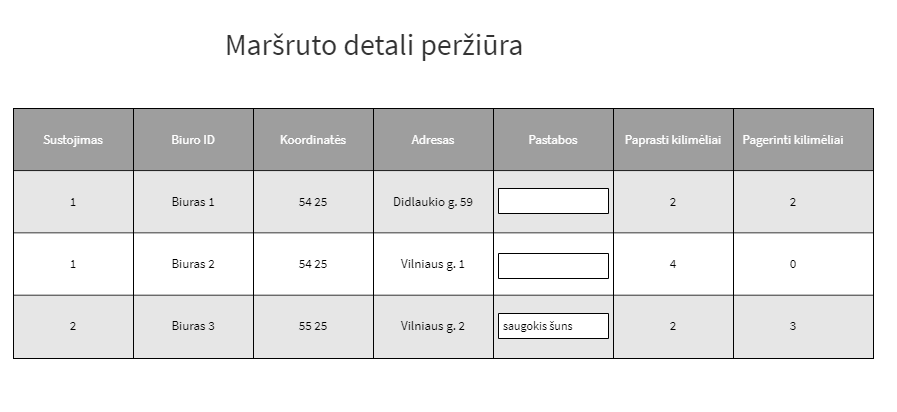 Maršruto detali peržiūra
Sustojimas Biuro ID Koordinatės Adresas Pastabos Paprasti kilimėliai Pagerinti kilimėliai
1 Biuras 1 54 25 Didlaukio g. 59 2 2
1 Biuras 2 54 25 Vilniaus g. 1 4 0
2 Biuras 3 55 25 Vilniaus g. 2 saugokis šuns 2 3